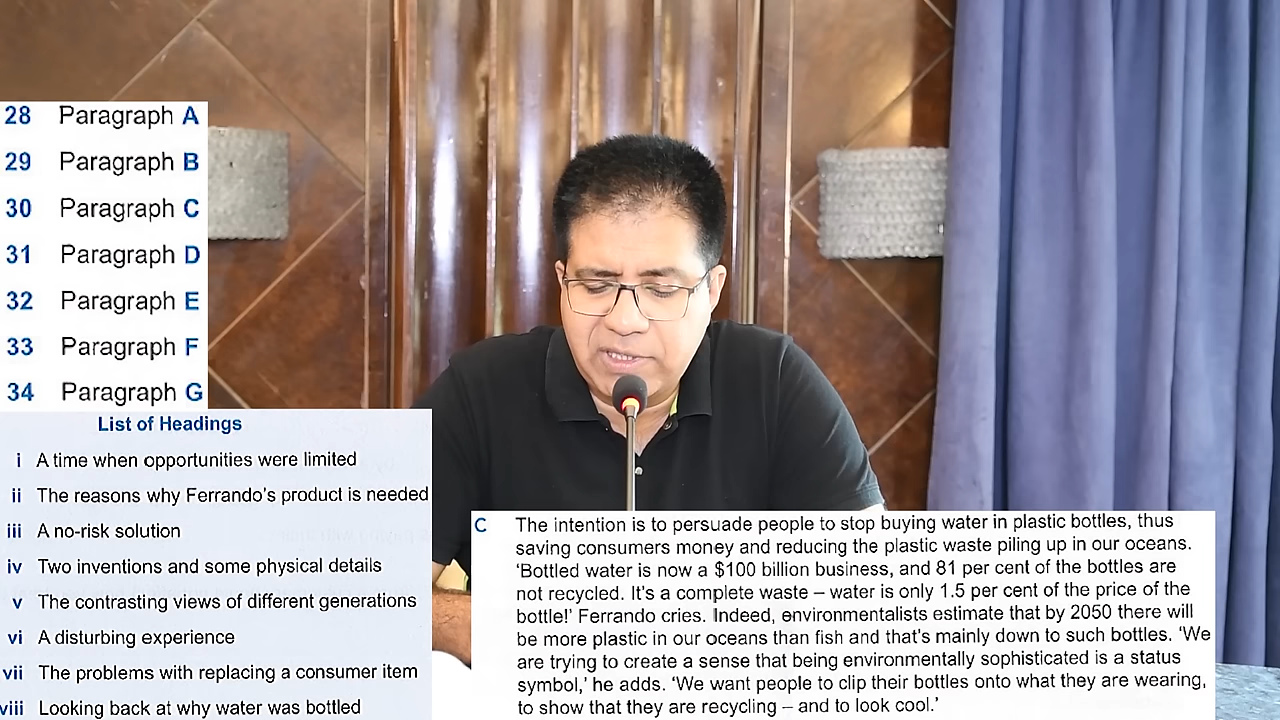 28 Paragraph A
29 Paragraph B
30 Paragraph C
31 Paragraph D
32 Paragraph E
33 Paragraph F
34 Paragraph G
List of Headings
i A time when opportunities were limited
ii The reasons why Ferrando's product is needed
iii A no-risk solution
iv Two inventions and some physical details
v The contrasting views of different generations
vi A disturbing experience
vii The problems with replacing a consumer item
viii Looking back at why water was bottled
C The intention is to persuade people to stop buying water in plastic bottles, thus
saving consumers money and reducing the plastic waste piling up in our oceans.
'Bottled water is now a $100 billion business, and 81 per cent of the bottles are
not recycled. It's a complete waste – water is only 1.5 per cent of the price of the
bottle!' Ferrando cries. Indeed, environmentalists estimate that by 2050 there will
be more plastic in our oceans than fish and that's mainly down to such bottles. 'We
are trying to create a sense that being environmentally sophisticated is a status
symbol,' he adds. 'We want people to clip their bottles onto what they are wearing,
to show that they are recycling – and to look cool.'